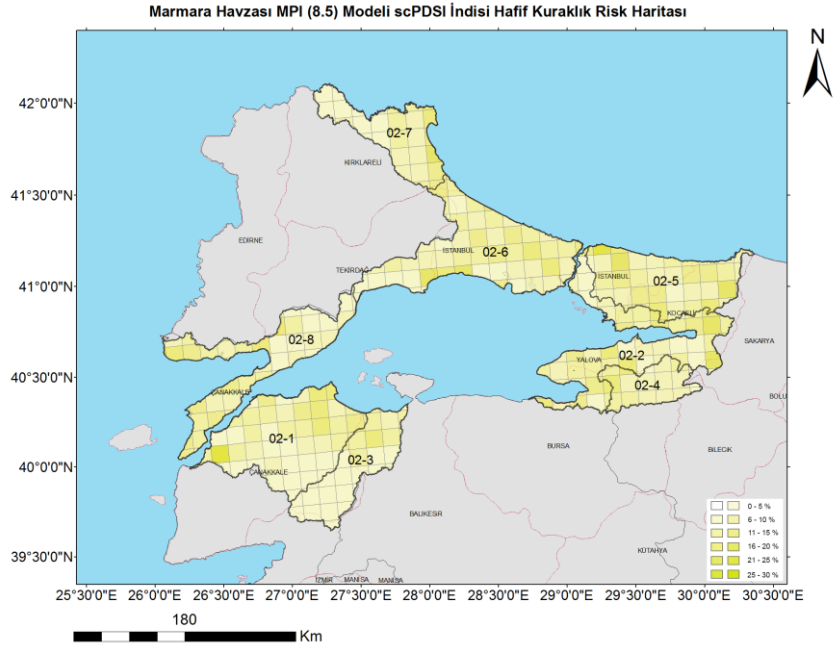 Marmara Havzası MPI (8.5) Modeli scPDSI İndisi Hafif Kuraklık Risk Haritası
N
42°0'0"N
02-7
KIRKLARELİ
41°30'0"N
EDİRNE
İSTANBUL
02-6
TEKİRDAĞ
İSTANBUL
02-5
41°0'0"N
KOCAELİ
SAKARYA
02-8
02-2
YALOVA
40°30'0"N
02-4
ÇANAKKALE
BOLU
02-1
02-3
BURSA
BİLECİK
40°0'0"N
ÇANAKKALE
BALIKESİR
0 - 5 %
6 - 10 %
11 - 15 %
16 - 20 %
21 - 25 %
25 - 30 %
KÜTAHYA
39°30'0"N
İZMİR
MANİSA
MANİSA
25°30'0"E 26°0'0"E 26°30'0"E 27°0'0"E 27°30'0"E 28°0'0"E 28°30'0"E 29°0'0"E 29°30'0"E 30°0'0"E 30°30'0"E
180
Km